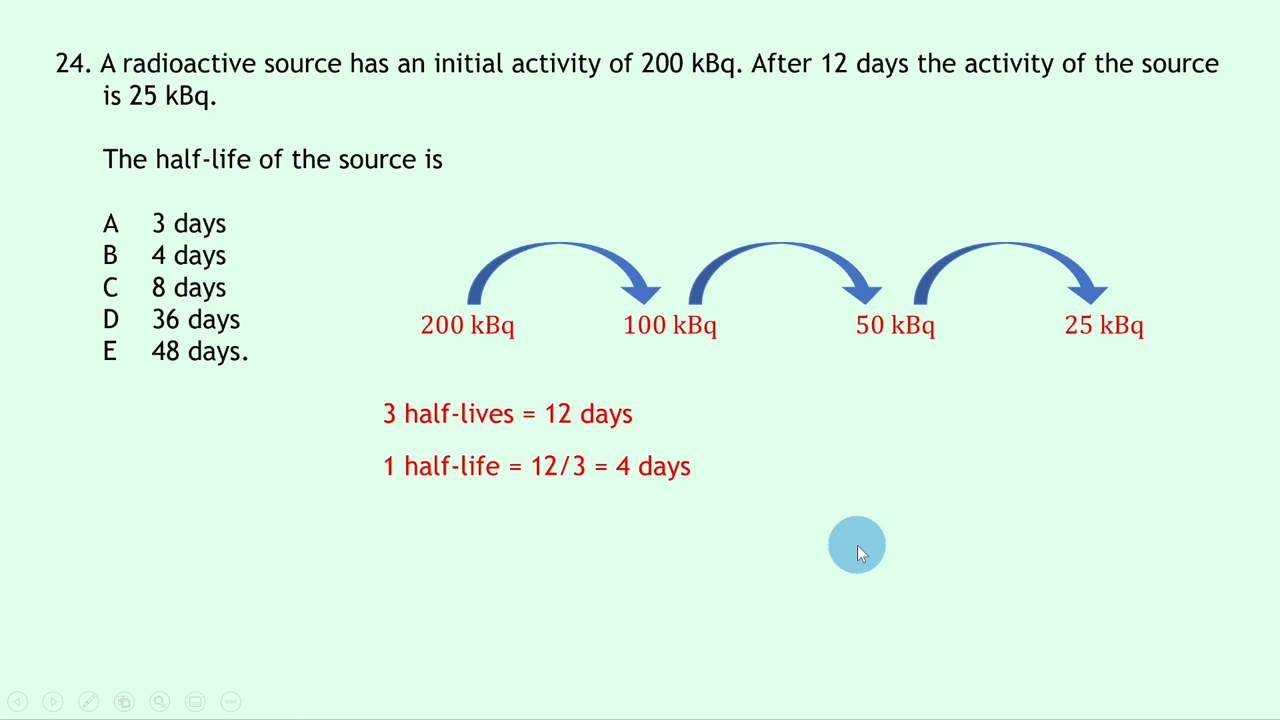 24. A radioactive source has an initial activity of 200 kBq. After 12 days the activity of the source
is 25 kBq.
The half-life of the source is
A 3 days
B 4 days
C 8 days
D 36 days
E 48 days.
200 kBq 100 kBq 50 kBq 25 kBq
3 half-lives = 12 days
1 half-life = 12/3 = 4 days